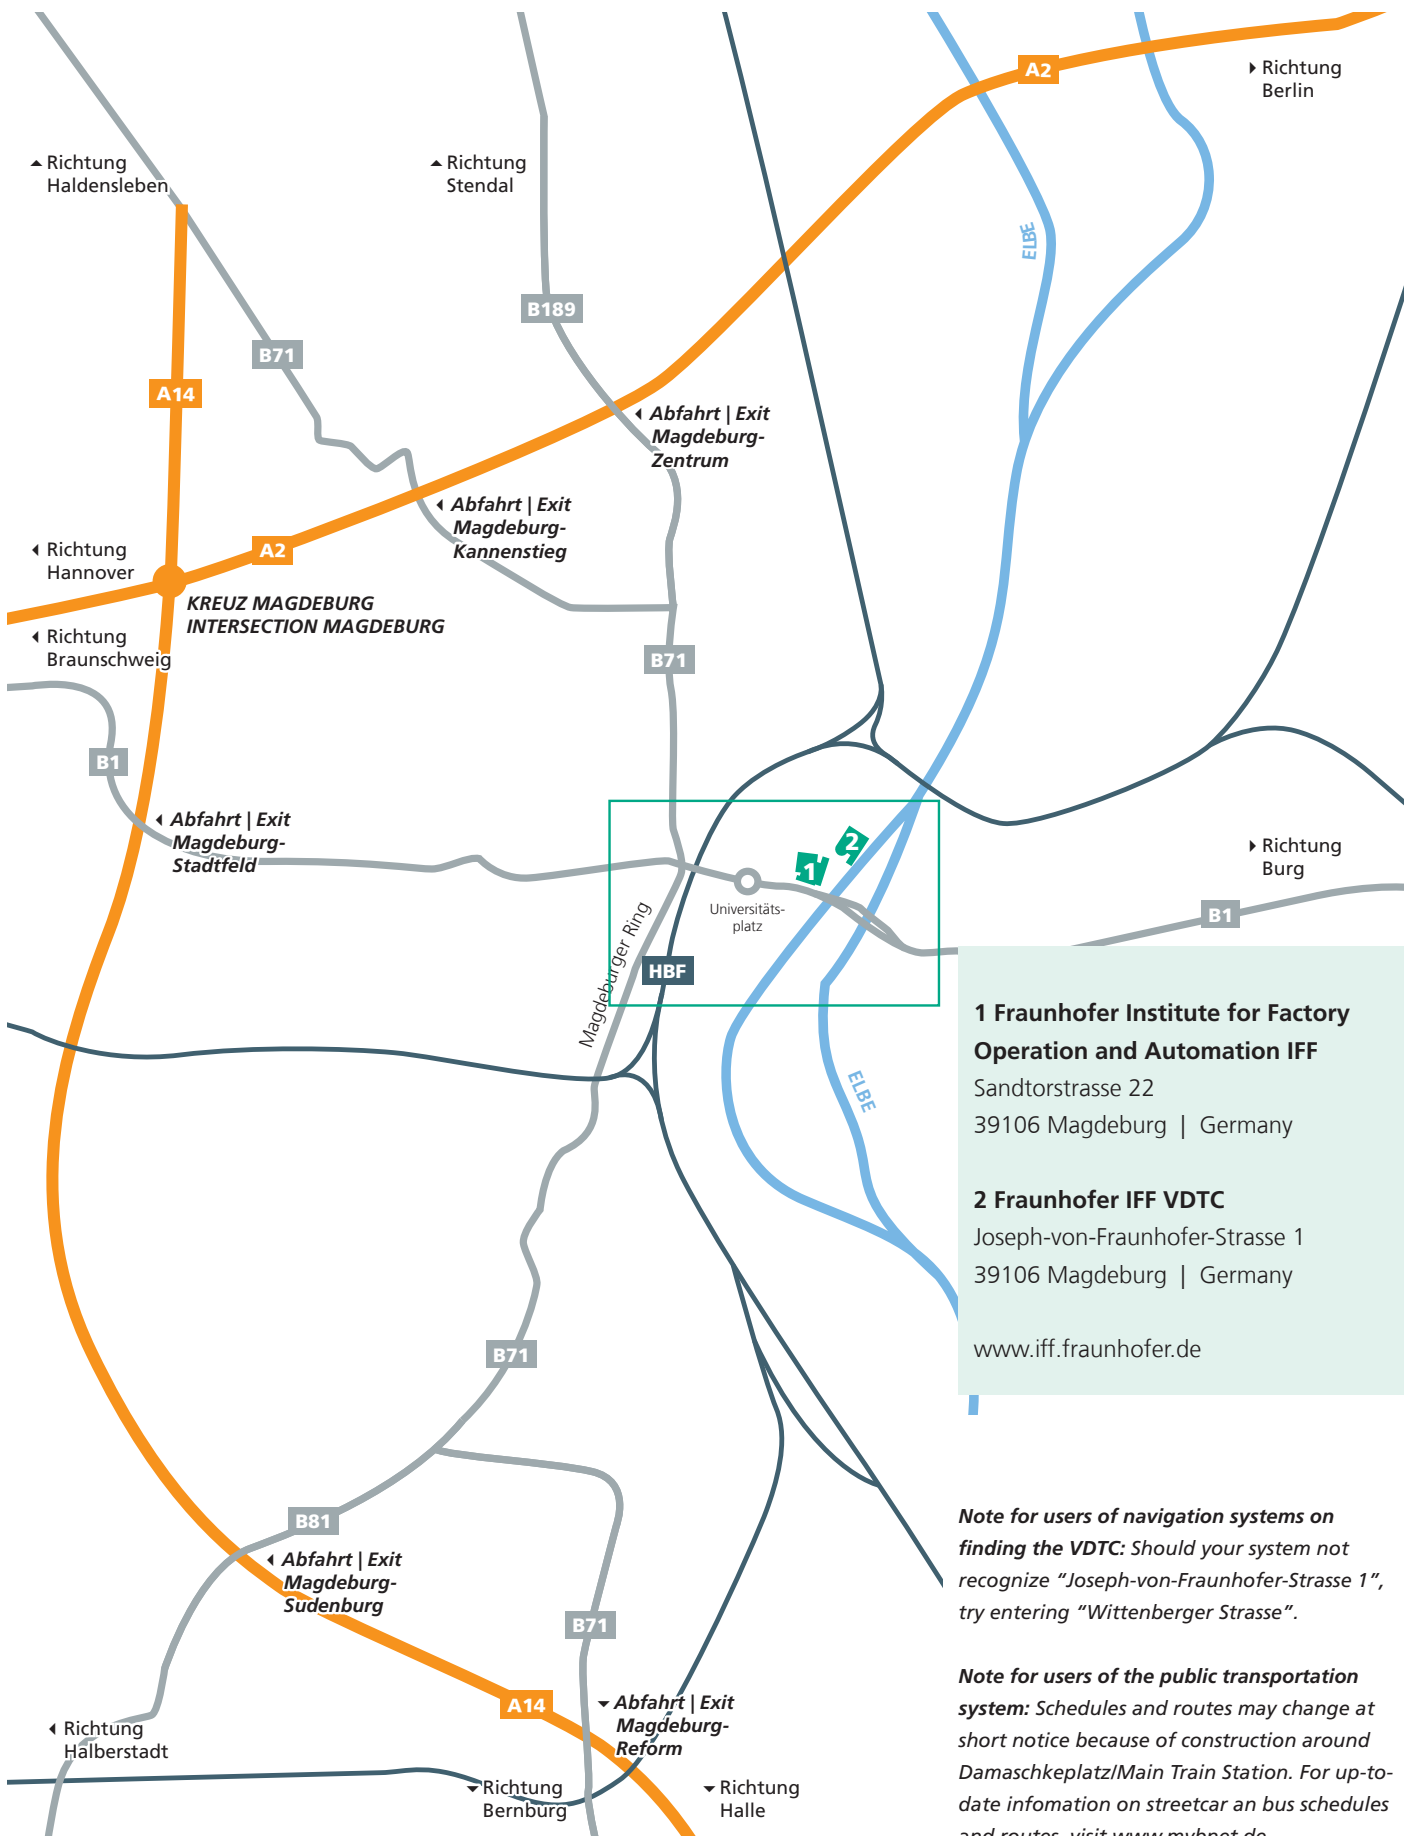 A2
Richtung
Berlin
Richtung
Haldensleben
Richtung
Stendal
ELBE
B189
B71
A14
Abfahrt | Exit
Magdeburg-
Zentrum
Abfahrt | Exit
Magdeburg-
Kannenstieg
Richtung
Hannover
A2
KREUZ MAGDEBURG
INTERSECTION MAGDEBURG
Richtung
Braunschweig
B71
B1
Abfahrt | Exit
Magdeburg-
Stadtfeld
2
1
Richtung
Burg
Universitäts-
platz
B1
Magdeburger Ring
HBF
ELBE
1 Fraunhofer Institute for Factory
Operation and Automation IFF
Sandtorstrasse 22
39106 Magdeburg | Germany
2 Fraunhofer IFF VDTC
Joseph-von-Fraunhofer-Strasse 1
39106 Magdeburg | Germany
www.iff.fraunhofer.de
B71
B81
Abfahrt | Exit
Magdeburg-
Sudenburg
B71
A14
Abfahrt | Exit
Magdeburg-
Reform
Richtung
Halberstadt
Richtung
Bernburg
Richtung
Halle
Note for users of navigation systems on
finding the VDTC: Should your system not
recognize “Joseph-von-Fraunhofer-Strasse 1”,
try entering “Wittenberger Strasse”.
Note for users of the public transportation
system: Schedules and routes may change at
short notice because of construction around
Damaschkeplatz/Main Train Station. For up-to-
date infomation on streetcar an bus schedules
and routes, visit www.mvbnet.de